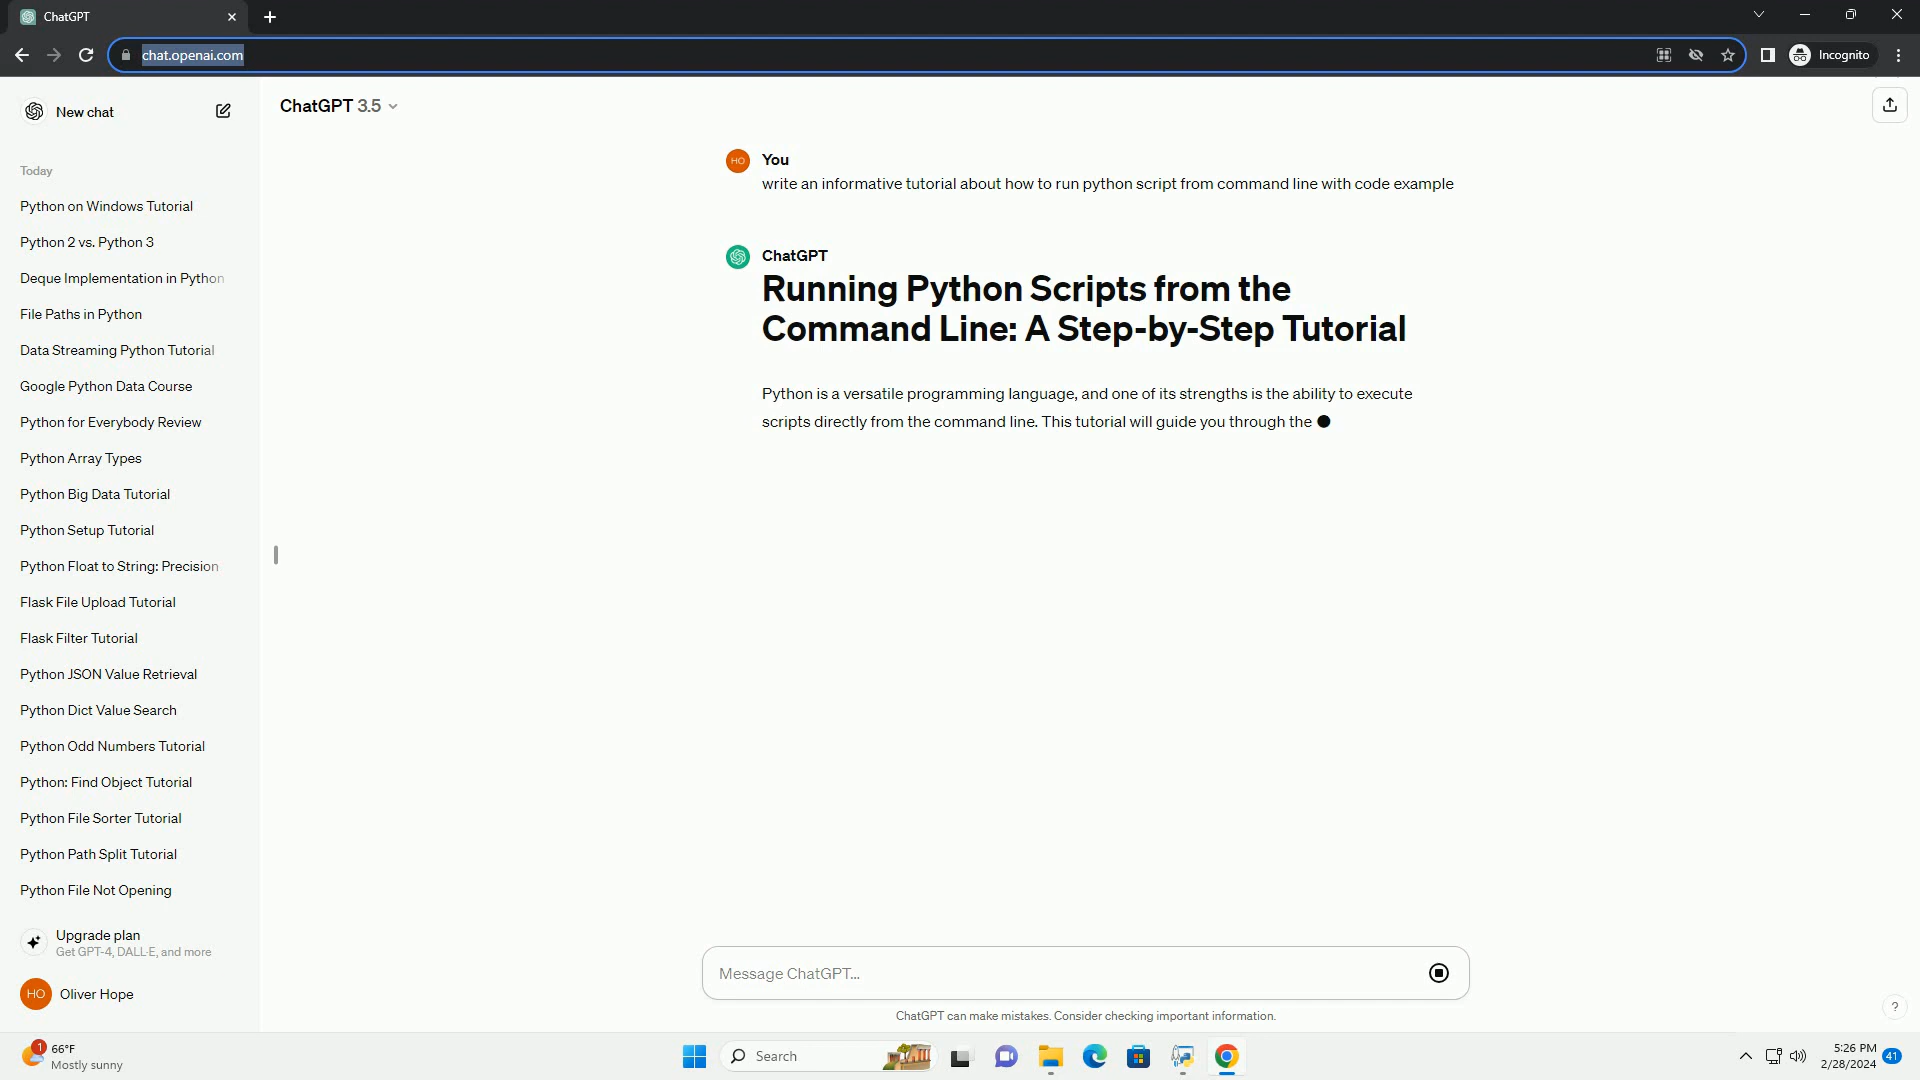 ChatGPT
chat.openai.com
Incognito
New chat
Today
Python on Windows Tutorial
Python 2 vs. Python 3
Deque Implementation in Python
File Paths in Python
Data Streaming Python Tutorial
Google Python Data Course
Python for Everybody Review
Python Array Types
Python Big Data Tutorial
Python Setup Tutorial
Python Float to String: Precision
Flask File Upload Tutorial
Flask Filter Tutorial
Python JSON Value Retrieval
Python Dict Value Search
Python Odd Numbers Tutorial
Python: Find Object Tutorial
Python File Sorter Tutorial
Python Path Split Tutorial
Python File Not Opening
Upgrade plan
Get GPT-4, DALL·E, and more
HO Oliver Hope
ChatGPT 3.5
HO You
write an informative tutorial about how to run python script from command line with code example
ChatGPT
Running Python Scripts from the
Command Line: A Step-by-Step Tutorial
Python is a versatile programming language, and one of its strengths is the ability to execute
scripts directly from the command line. This tutorial will guide you through the
Message ChatGPT...
ChatGPT can make mistakes. Consider checking important information.
?
1
66°F
Mostly sunny
Search
5:26 PM
2/28/2024
41